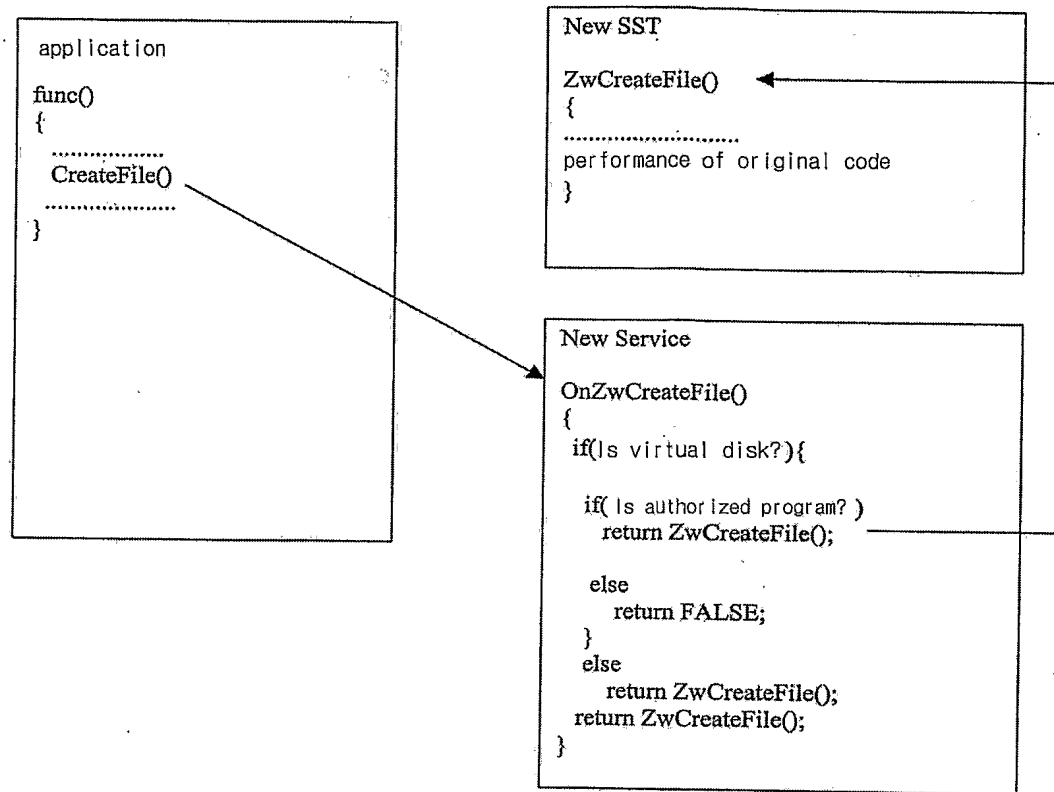 application
func()
{
..................
CreateFile()
.....................
}
New SST
ZwCreateFile()
{
............................
performance of original code
}
New Service
OnZwCreateFile()
{
if(Is virtual disk?){
if( Is authorized program? )
return ZwCreateFile();
else
return FALSE;
}
else
return ZwCreateFile();
return ZwCreateFile();
}